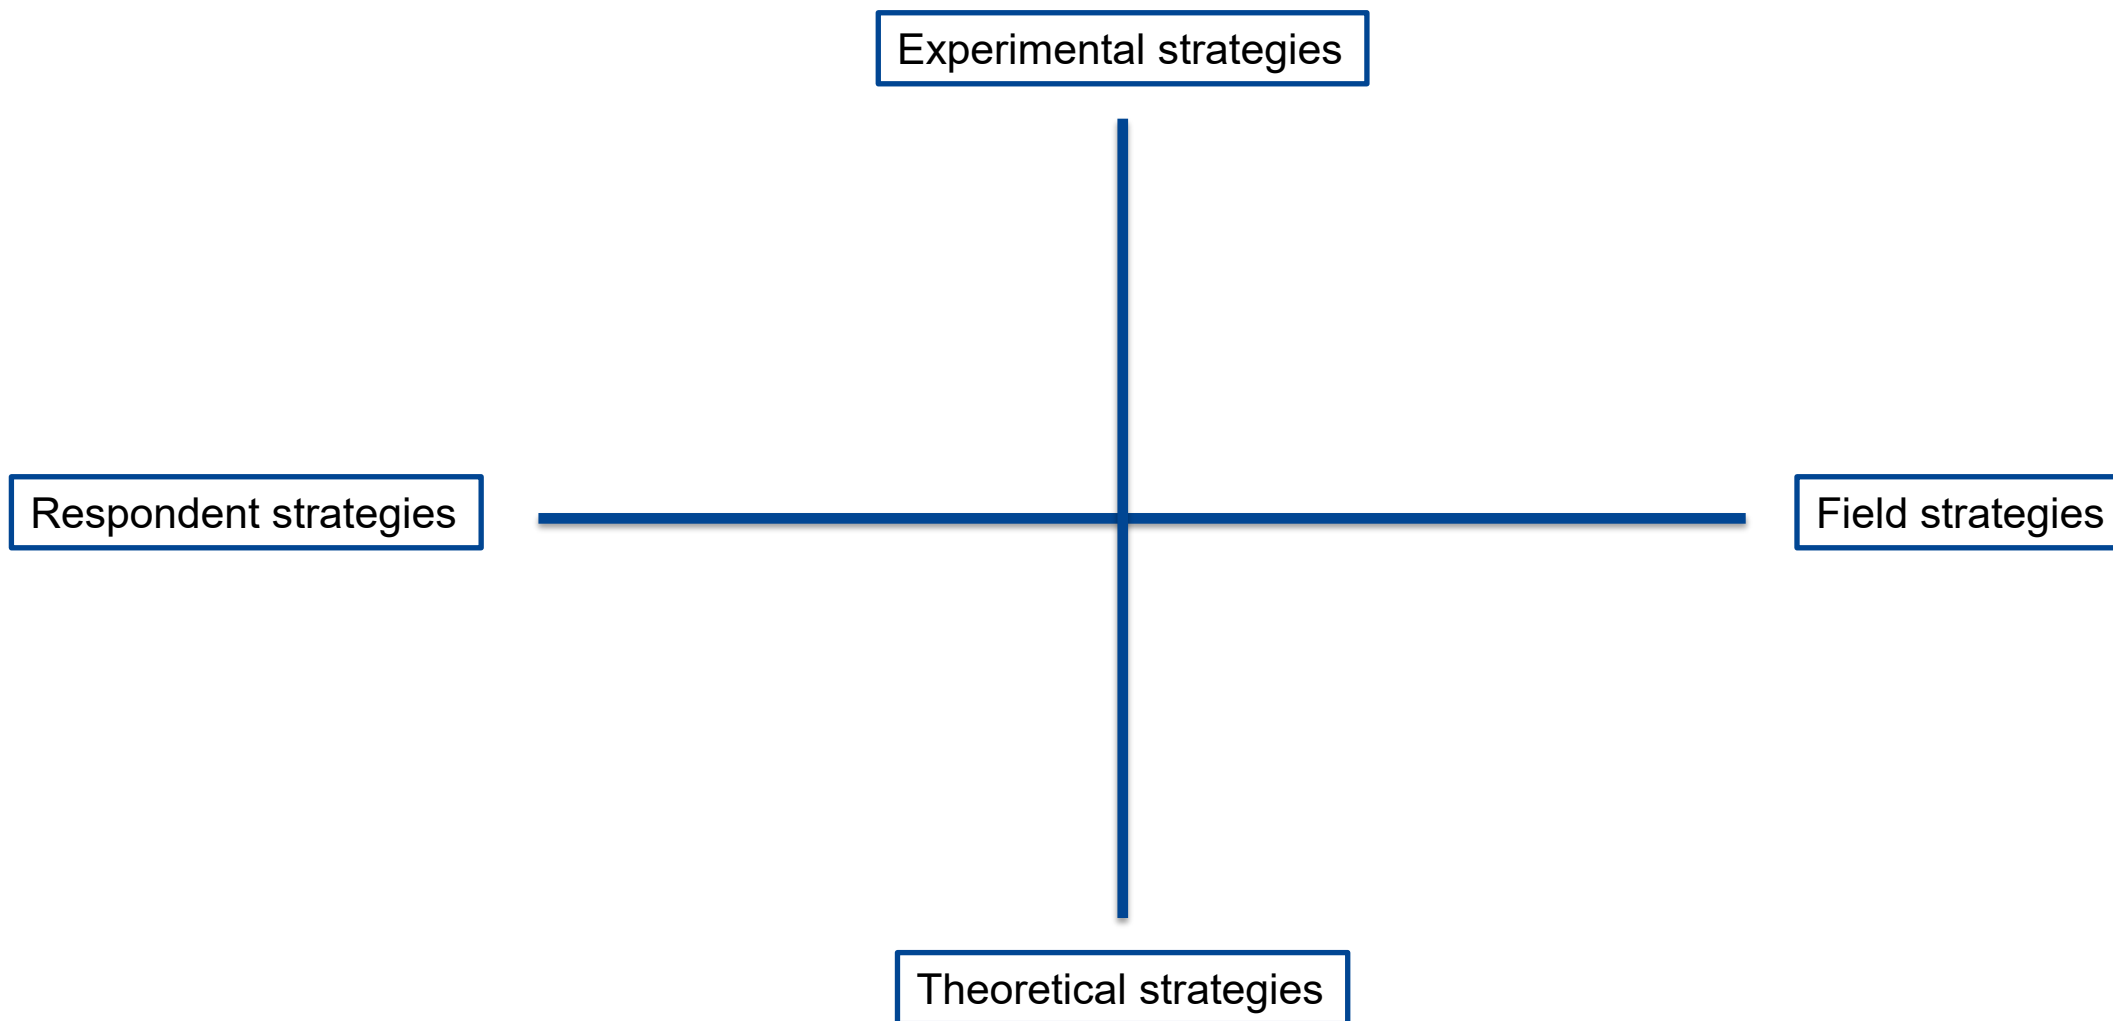 Experimental strategies
Respondent strategies
Field strategies
Theoretical strategies